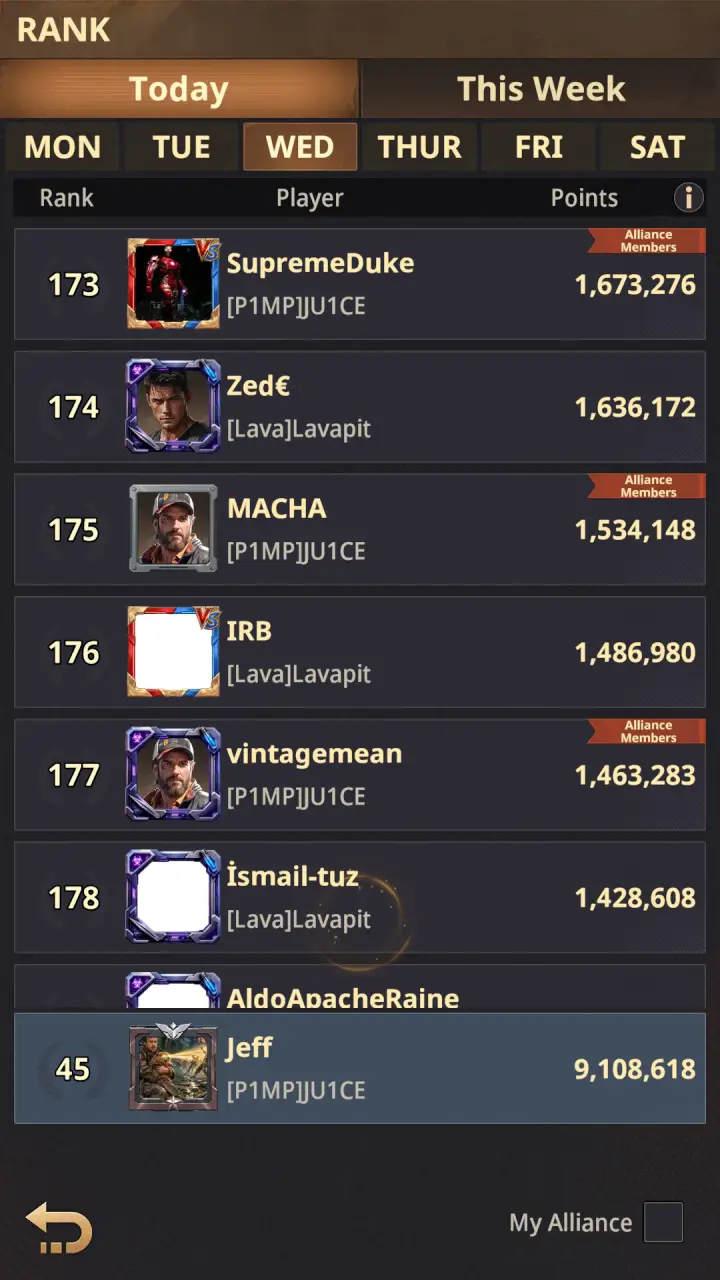 RANK
Today
This Week
MON
TUE
WED
THUR
FRI
SAT
Rank
Player
Points
i
Alliance
Members
173
VS
SupremeDuke
[P1MP]JU1CE
1,673,276
174
Zed€
[Lava]Lavapit
1,636,172
Alliance
Members
175
MACHA
[P1MP]JU1CE
1,534,148
176
VS
IRB
[Lava]Lavapit
1,486,980
Alliance
Members
177
vintagemean
[P1MP]JU1CE
1,463,283
178
İsmail-tuz
[Lava]Lavapit
1,428,608
AldoApacheRaine
45
Jeff
[P1MP]JU1CE
9,108,618
My Alliance